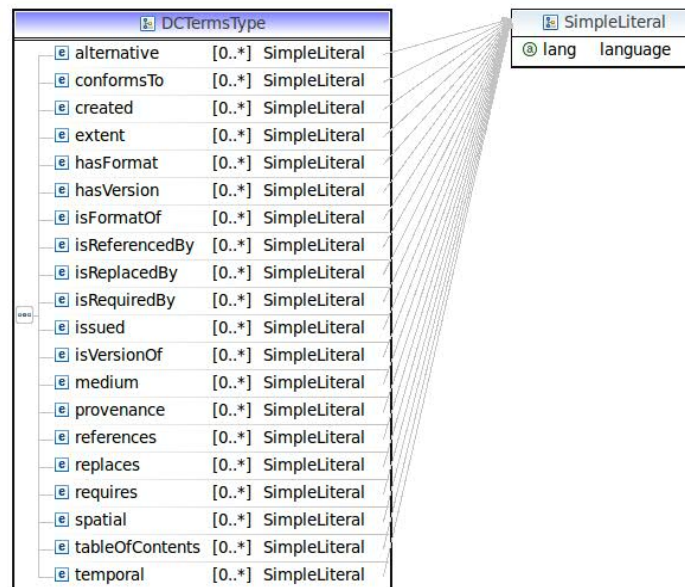 DCTermsType
alternative [0..*] SimpleLiteral
conformsTo [0..*] SimpleLiteral
created [0..*] SimpleLiteral
extent [0..*] SimpleLiteral
hasFormat [0..*] SimpleLiteral
hasVersion [0..*] SimpleLiteral
isFormatOf [0..*] SimpleLiteral
isReferencedBy [0..*] SimpleLiteral
isReplacedBy [0..*] SimpleLiteral
isRequiredBy [0..*] SimpleLiteral
issued [0..*] SimpleLiteral
isVersionOf [0..*] SimpleLiteral
medium [0..*] SimpleLiteral
provenance [0..*] SimpleLiteral
references [0..*] SimpleLiteral
replaces [0..*] SimpleLiteral
requires [0..*] SimpleLiteral
spatial [0..*] SimpleLiteral
tableOfContents [0..*] SimpleLiteral
temporal [0..*] SimpleLiteral
SimpleLiteral
lang language